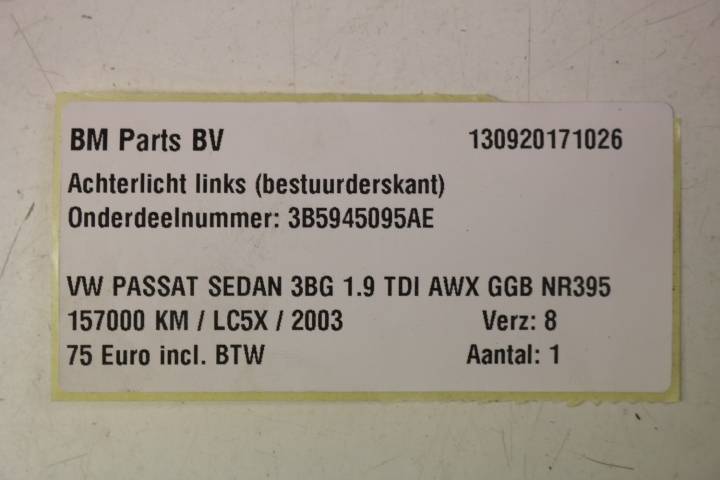 BM Parts BV 130920171026
Achterlicht links (bestuurderskant)
Onderdeelnummer: 3B5945095AE
VW PASSAT SEDAN 3BG 1.9 TDI AWX GGB NR395
157000 KM / LC5X / 2003 Verz: 8
75 Euro incl. BTW Aantal: 1